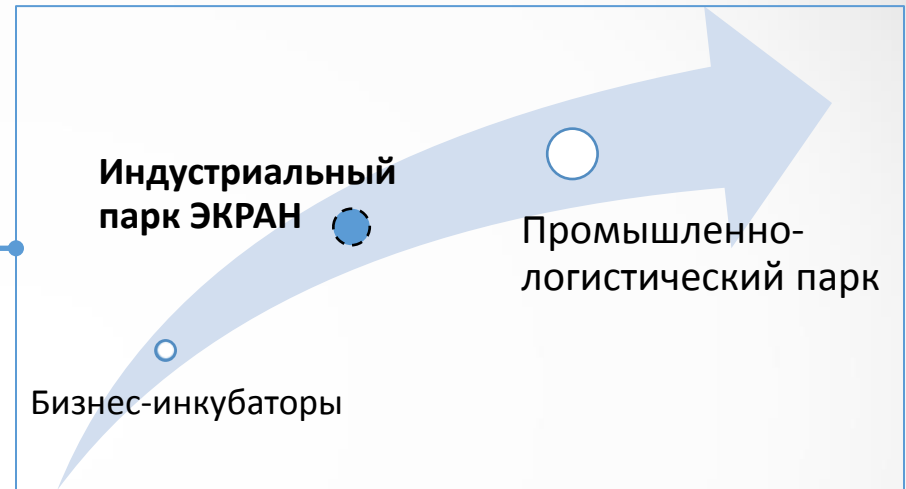 Индустриальный
парк ЭКРАН
Промышленно-
логистический парк
Бизнес-инкубаторы